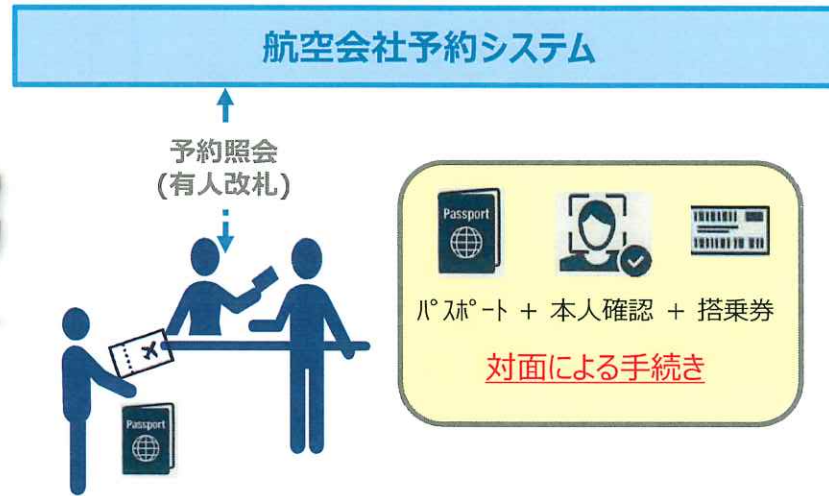 航空会社予約システム
予約照会
(有人改札)
Passport
パスポート + 本人確認 + 搭乗券
対面による手続き
Passport